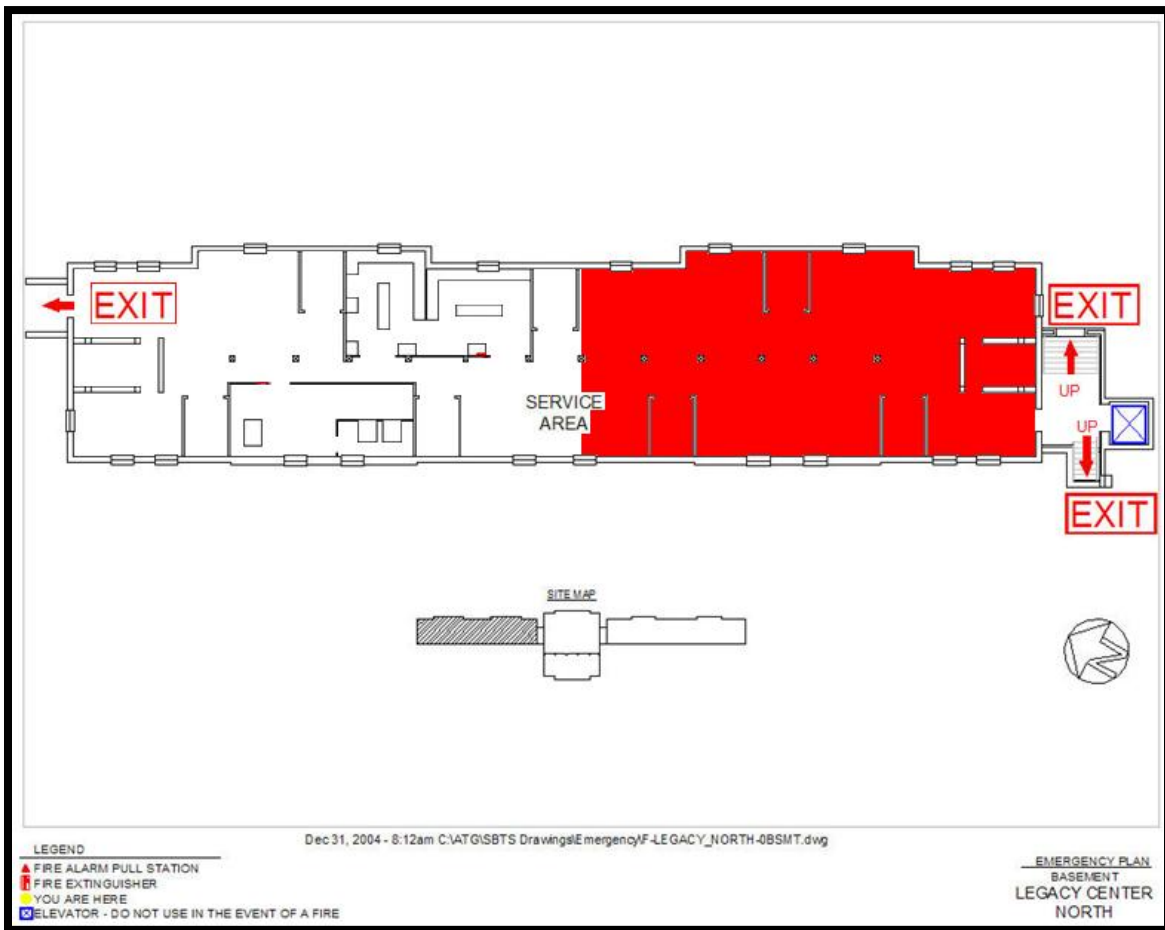 EXIT
EXIT
UP
SERVICE
AREA
UP
EXIT
SITE MAP
Dec 31, 2004 - 8:12am C:\ATG\SBTS Drawings\Emergency\F-LEGACY_NORTH-0BSMT.dwg
LEGEND
FIRE ALARM PULL STATION
FIRE EXTINGUISHER
YOU ARE HERE
ELEVATOR - DO NOT USE IN THE EVENT OF A FIRE
EMERGENCY PLAN
BASEMENT
LEGACY CENTER
NORTH